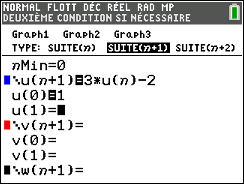 NORMAL FLOTT DÉC RÉEL RAD MP
DEUXIÈME CONDITION SI NÉCESSAIRE
Graph1 Graph2 Graph3
TYPE: SUITE(n) SUITE(n+1) SUITE(n+2)
nMin=0
\u(n+1)=3*u(n)-2
u(0)=1
u(1)=
\v(n+1)=
v(0)=
v(1)=
\w(n+1)=